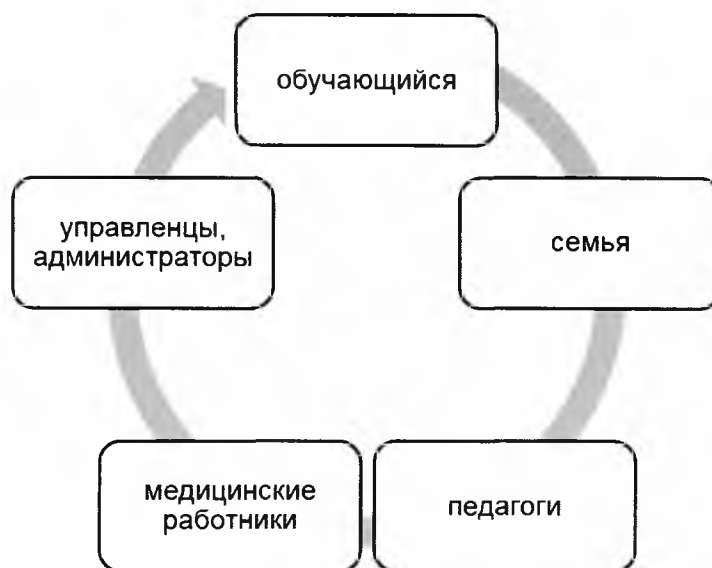 обучающийся
семья
педагоги
медицинские
работники
управленцы,
администраторы